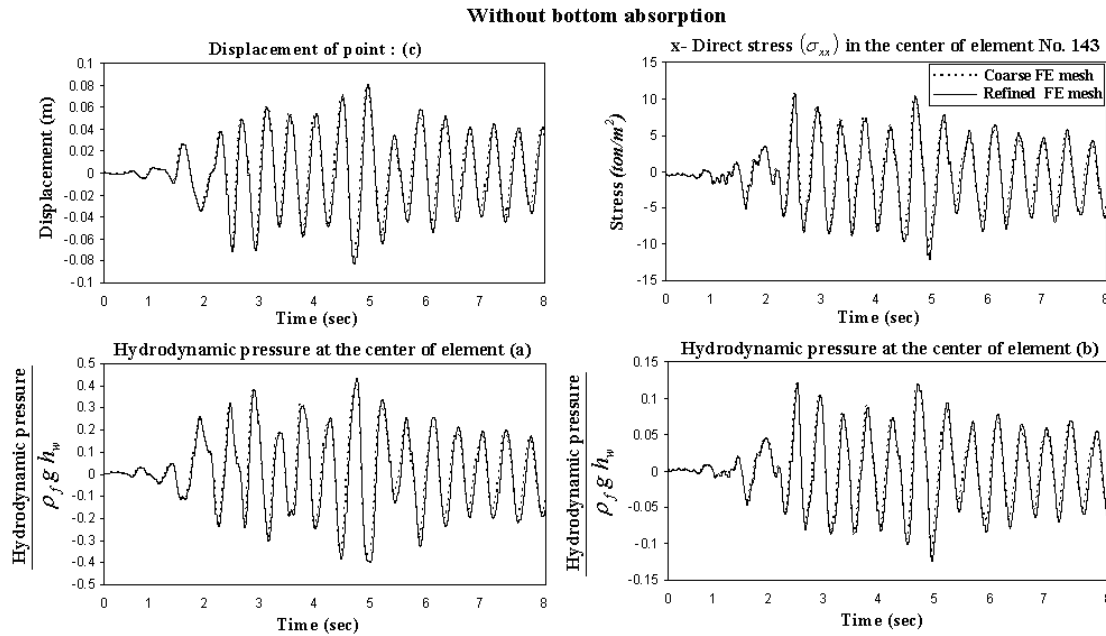 Without bottom absorption
Displacement of point : (c)
Displacement (m)
0.1
0.08
0.06
0.04
0.02
0
-0.02
-0.04
-0.06
-0.08
-0.1
0 1 2 3 4 5 6 7 8
Time (sec)
x- Direct stress (σxx) in the center of element No. 143
Coarse FE mesh
Refined FE mesh
Stress (ton/m²)
15
10
5
0
-5
-10
-15
0 1 2 3 4 5 6 7 8
Time (sec)
Hydrodynamic pressure at the center of element (a)
Hydrodynamic pressure
ρf g hw
0.5
0.4
0.3
0.2
0.1
0
-0.1
-0.2
-0.3
-0.4
-0.5
0 1 2 3 4 5 6 7 8
Time (sec)
Hydrodynamic pressure at the center of element (b)
Hydrodynamic pressure
ρf g hw
0.15
0.1
0.05
0
-0.05
-0.1
-0.15
0 1 2 3 4 5 6 7 8
Time (sec)